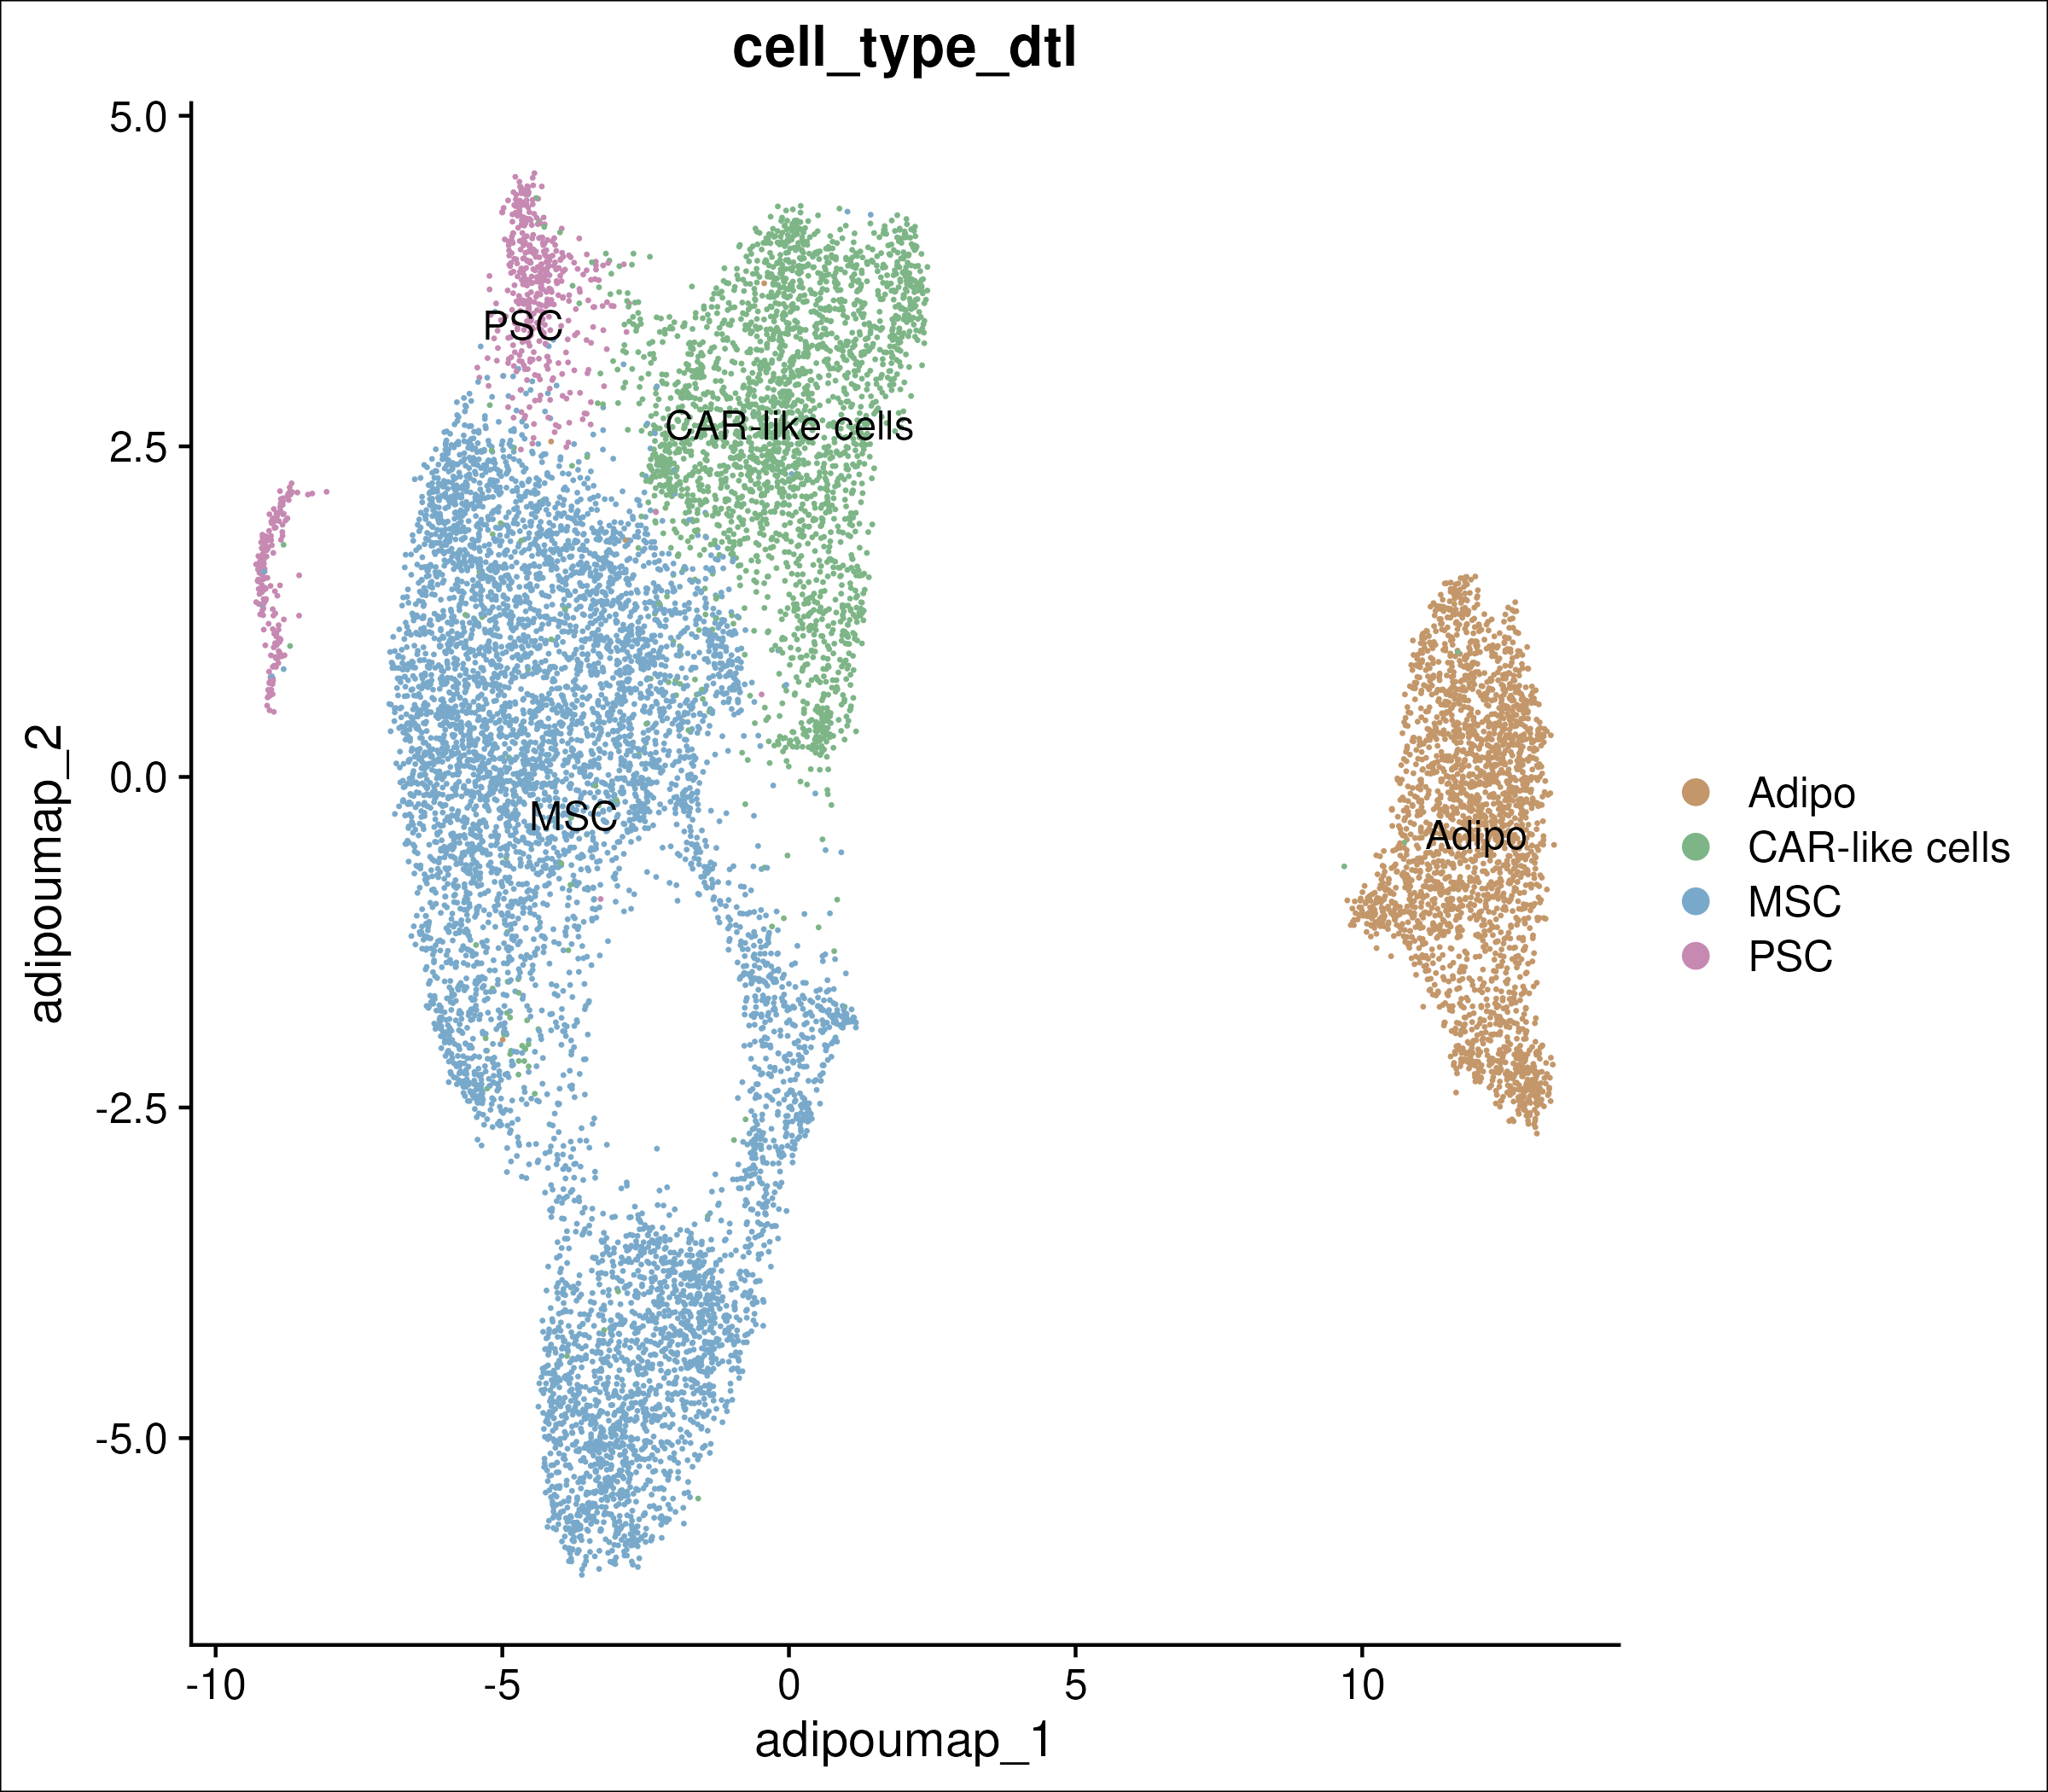 cell_type_dtl
5.0
2.5
0.0
-2.5
-5.0
adipoumap_2
PSC
CAR-like cells
MSC
Adipo
-10
-5
0
5
10
adipoumap_1
Adipo
CAR-like cells
MSC
PSC